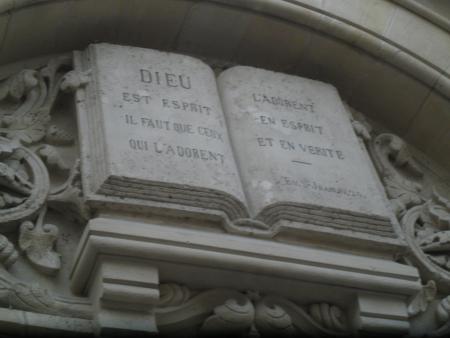 DIEU
EST ESPRIT
IL FAUT QUE CEUX
QUI L'ADORENT
L'ADORENT
EN ESPRIT
ET EN VERITE